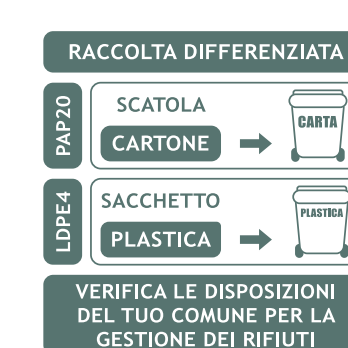 RACCOLTA DIFFERENZIATA
PAP20
SCATOLA
CARTONE
CARTA
LDPE4
SACCHETTO
PLASTICA
PLASTICA
VERIFICA LE DISPOSIZIONI
DEL TUO COMUNE PER LA
GESTIONE DEI RIFIUTI